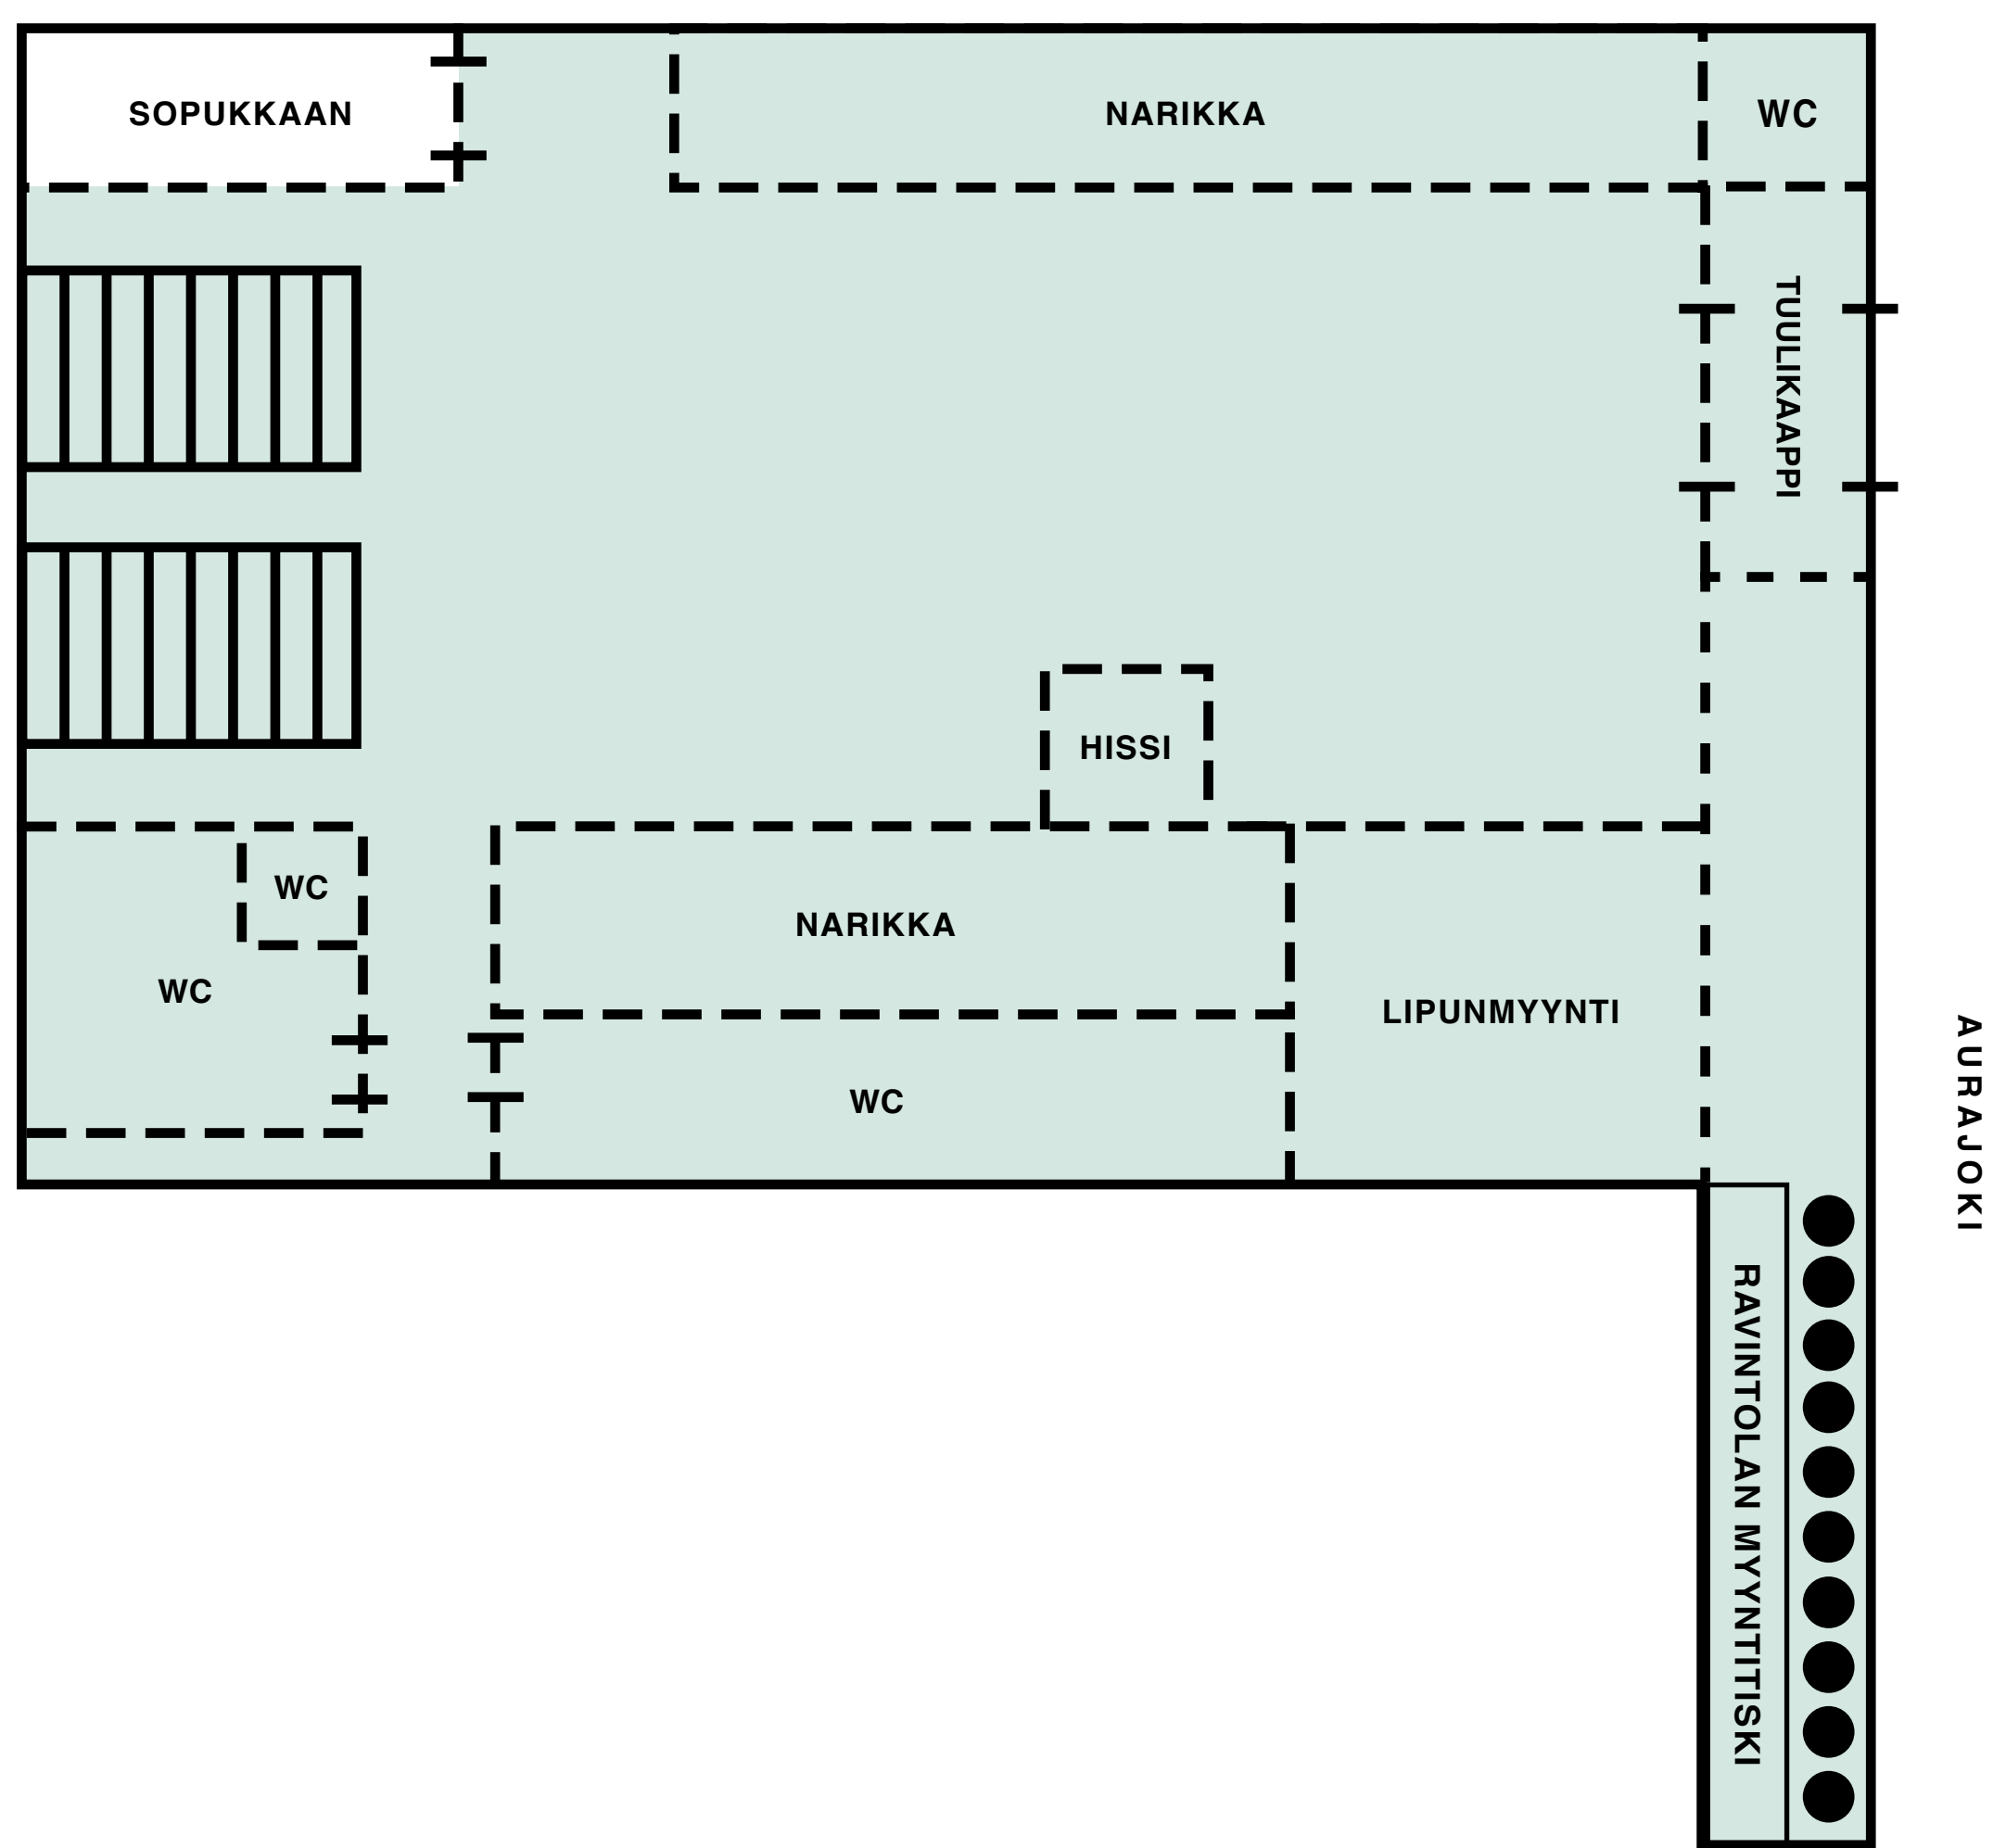 SOPUKKAAN
NARIKKA
WC
TUULIKAAPPI
HISSI
WC
NARIKKA
WC
LIPUNMYYNTI
WC
AURAJOKI
RAVINTOLAN MYYNTITISKI